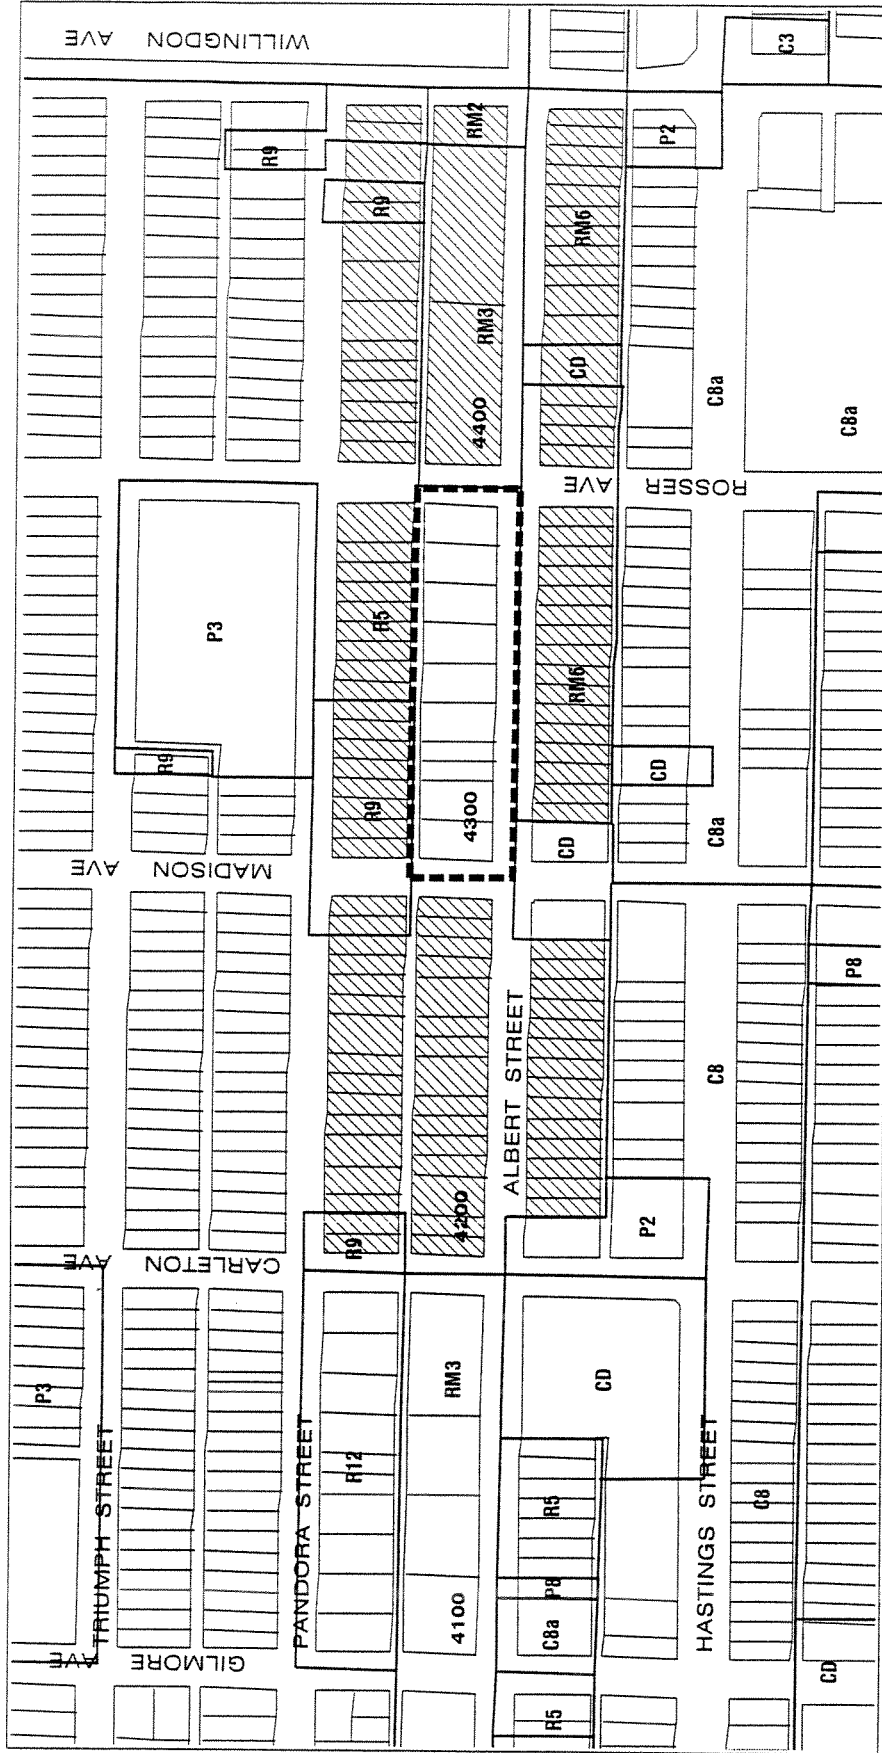 WILLINGDON AVE
C3
R9
RM2
P2
R9
RM6
RM3
CD
4400
C8a
C8a
ROSSER AVE
P3
R5
RM6
R9
R9
4300
CD
CD
C8a
MADISON AVE
P8
ALBERT STREET
C8
4200
R9
P2
CARLETON AVE
P3
RM3
CD
R12
R5
C8
TRIUMPH STREET
PANDORA STREET
HASTINGS STREET
P8
4100
C8a
GILMORE AVE
CD
R5